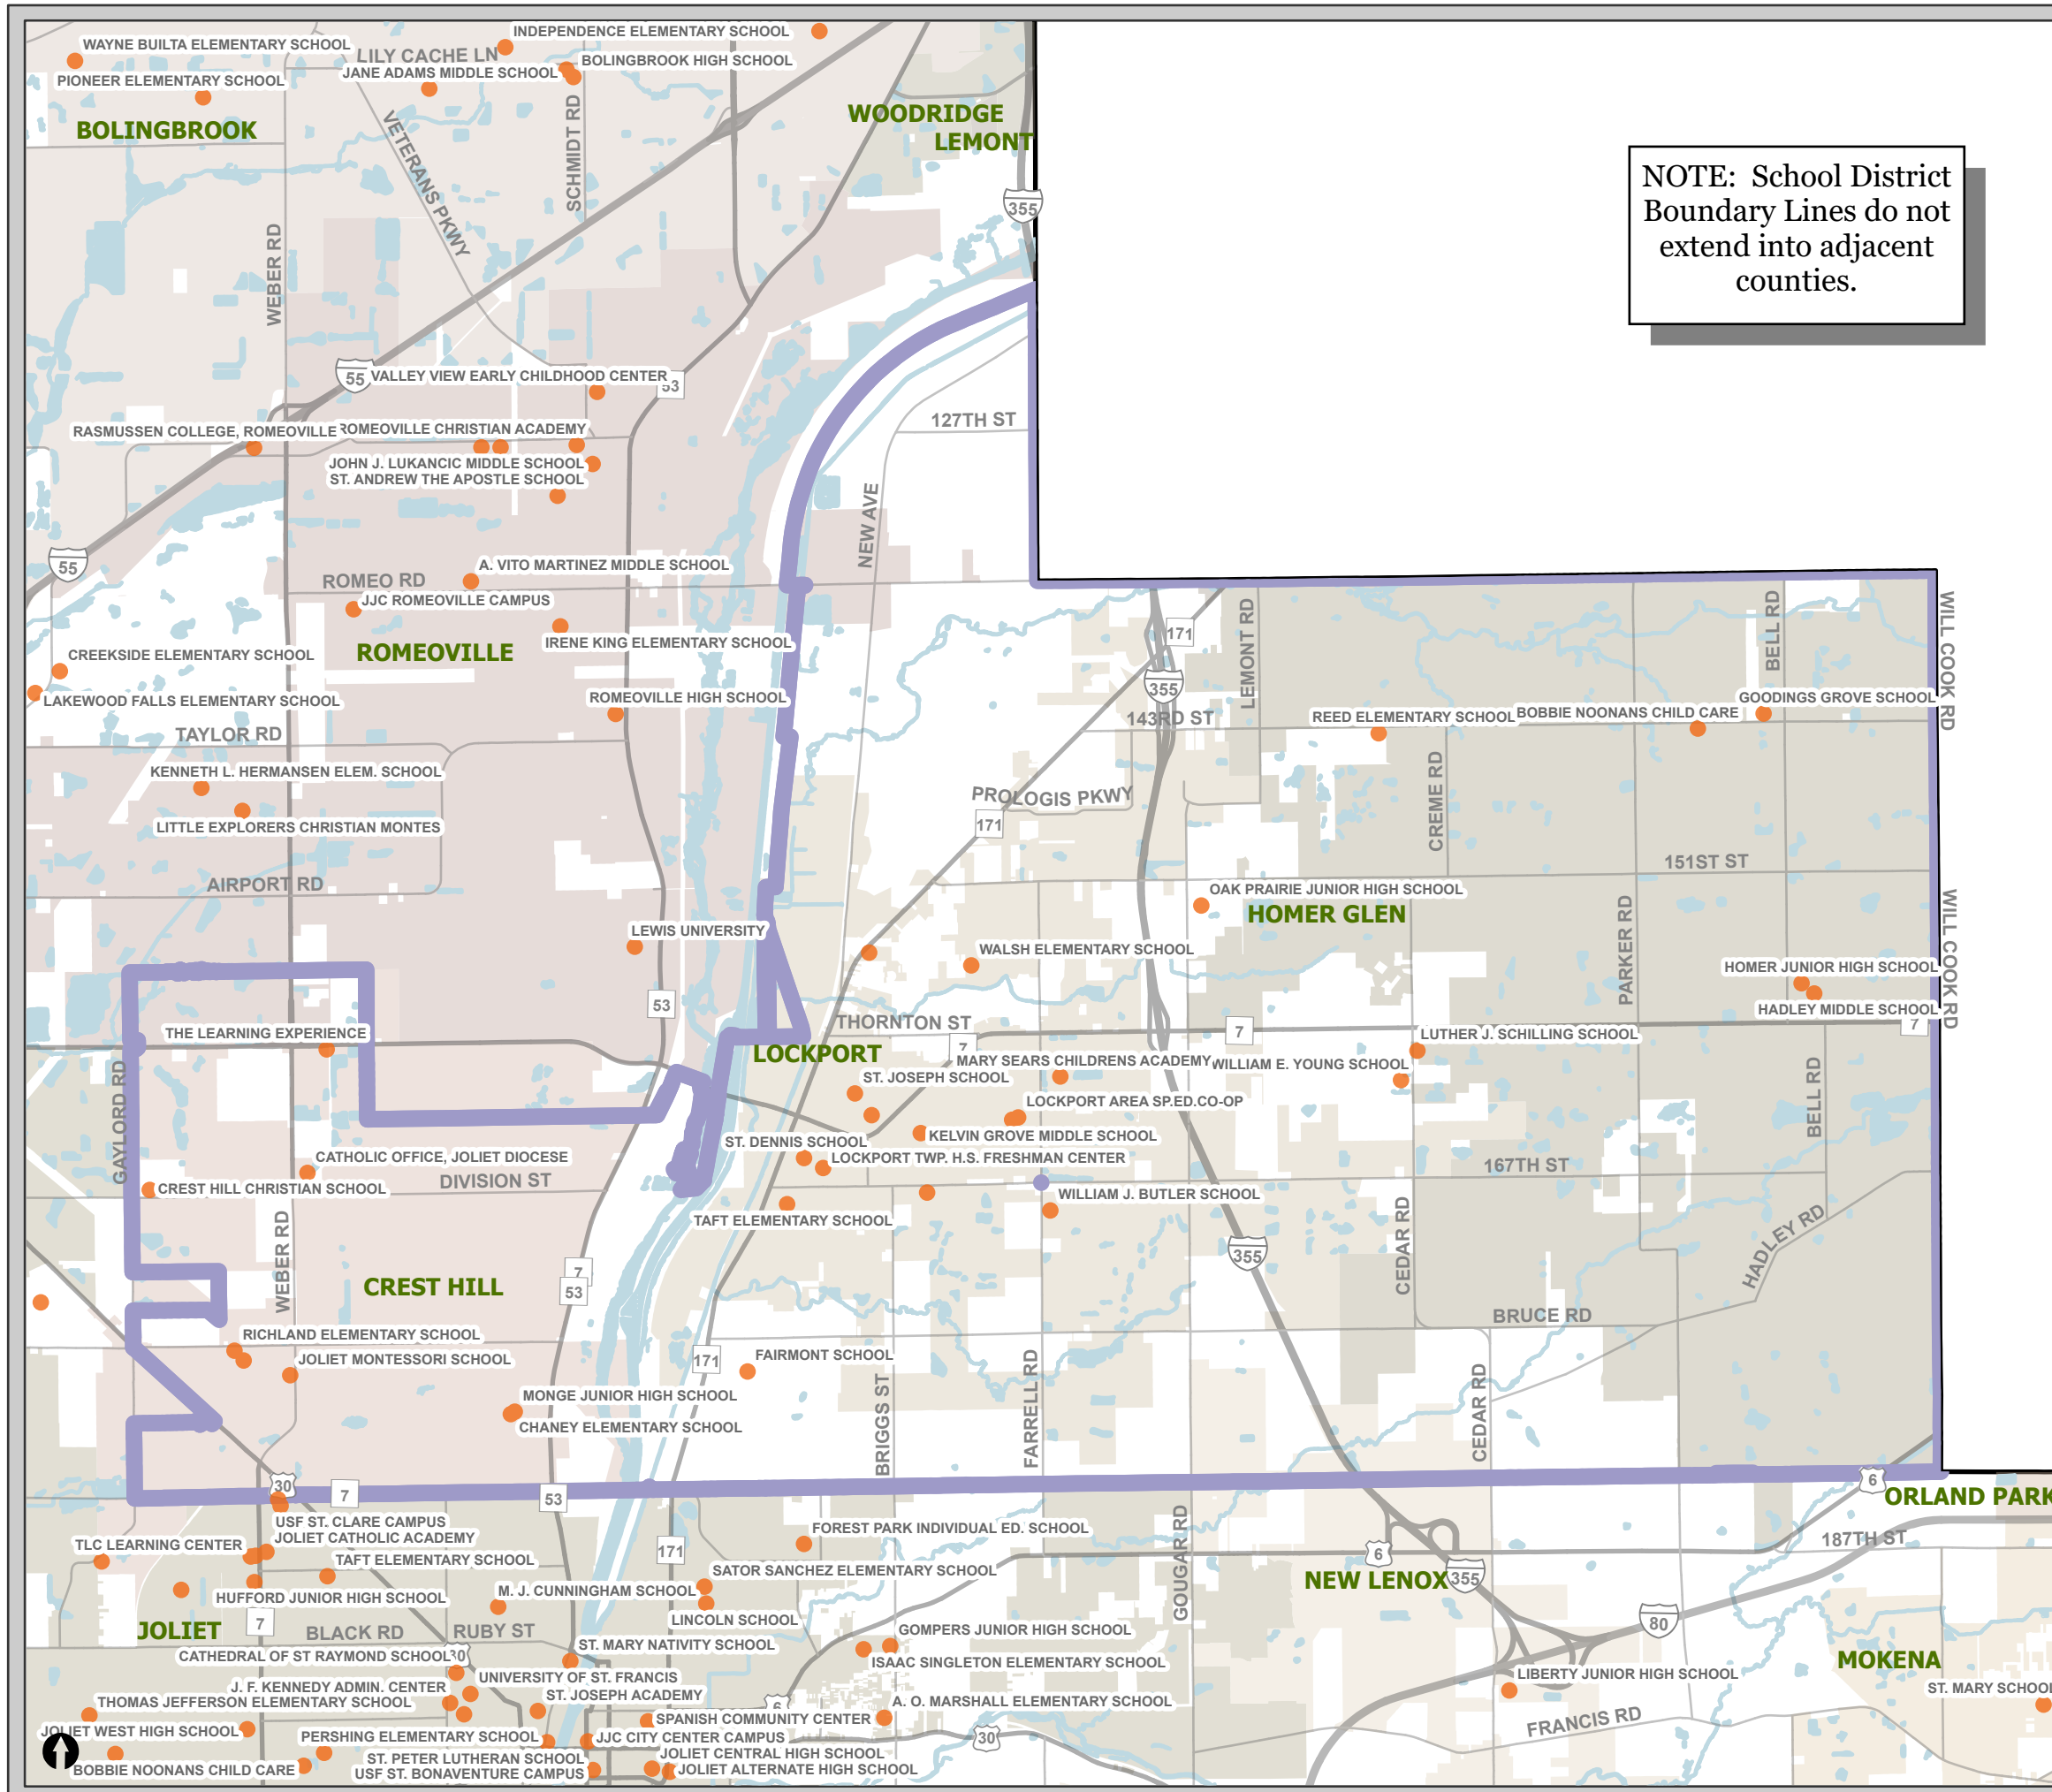 INDEPENDENCE ELEMENTARY SCHOOL
WAYNE BUILTA ELEMENTARY SCHOOL
LILY CACHE LN
BOLINGBROOK HIGH SCHOOL
JANE ADAMS MIDDLE SCHOOL
PIONEER ELEMENTARY SCHOOL
BOLINGBROOK
WOODRIDGE
LEMONT
VETERANS PKWY
SCHMIDT RD
WEBER RD
355
NOTE: School District
Boundary Lines do not
extend into adjacent
counties.
55
VALLEY VIEW EARLY CHILDHOOD CENTER
53
127TH ST
RASMUSSEN COLLEGE, ROMEOVILLE
ROMEOVILLE CHRISTIAN ACADEMY
JOHN J. LUKANCIC MIDDLE SCHOOL
ST. ANDREW THE APOSTLE SCHOOL
NEW AVE
55
A. VITO MARTINEZ MIDDLE SCHOOL
ROMEO RD
JJC ROMEOVILLE CAMPUS
IRENE KING ELEMENTARY SCHOOL
ROMEOVILLE
171
LEMONT RD
BELL RD
WILL COOK RD
CREEKSIDE ELEMENTARY SCHOOL
LAKEWOOD FALLS ELEMENTARY SCHOOL
ROMEOVILLE HIGH SCHOOL
355
GOODINGS GROVE SCHOOL
143RD ST
REED ELEMENTARY SCHOOL
BOBBIE NOONANS CHILD CARE
TAYLOR RD
KENNETH L. HERMANSEN ELEM. SCHOOL
PROLOGIS PKWY
CREME RD
171
LITTLE EXPLORERS CHRISTIAN MONTES
151ST ST
AIRPORT RD
OAK PRAIRIE JUNIOR HIGH SCHOOL
HOMER GLEN
PARKER RD
WILL COOK RD
LEWIS UNIVERSITY
WALSH ELEMENTARY SCHOOL
HOMER JUNIOR HIGH SCHOOL
53
HADLEY MIDDLE SCHOOL
THORNTON ST
7
7
THE LEARNING EXPERIENCE
LUTHER J. SCHILLING SCHOOL
7
LOCKPORT
MARY SEARS CHILDRENS ACADEMY
WILLIAM E. YOUNG SCHOOL
ST. JOSEPH SCHOOL
GAYLORD RD
BELL RD
LOCKPORT AREA SP.ED.CO-OP
ST. DENNIS SCHOOL
KELVIN GROVE MIDDLE SCHOOL
CATHOLIC OFFICE, JOLIET DIOCESE
LOCKPORT TWP. H.S. FRESHMAN CENTER
167TH ST
CREST HILL CHRISTIAN SCHOOL
DIVISION ST
WILLIAM J. BUTLER SCHOOL
TAFT ELEMENTARY SCHOOL
CEDAR RD
HADLEY RD
WEBER RD
355
7
53
CREST HILL
BRUCE RD
RICHLAND ELEMENTARY SCHOOL
JOLIET MONTESSORI SCHOOL
171
FAIRMONT SCHOOL
MONGE JUNIOR HIGH SCHOOL
CHANEY ELEMENTARY SCHOOL
BRIGGS ST
FARRELL RD
CEDAR RD
30
7
53
6
ORLAND PARK
USF ST. CLARE CAMPUS
JOLIET CATHOLIC ACADEMY
FOREST PARK INDIVIDUAL ED. SCHOOL
TLC LEARNING CENTER
TAFT ELEMENTARY SCHOOL
171
GOUGAR RD
6
187TH ST
SATOR SANCHEZ ELEMENTARY SCHOOL
NEW LENOX
355
HUFFORD JUNIOR HIGH SCHOOL
M. J. CUNNINGHAM SCHOOL
LINCOLN SCHOOL
JOLIET
7
BLACK RD
RUBY ST
80
GOMPERS JUNIOR HIGH SCHOOL
ST. MARY NATIVITY SCHOOL
CATHEDRAL OF ST RAYMOND SCHOOL
30
ISAAC SINGLETON ELEMENTARY SCHOOL
MOKENA
UNIVERSITY OF ST. FRANCIS
LIBERTY JUNIOR HIGH SCHOOL
J. F. KENNEDY ADMIN. CENTER
ST. JOSEPH ACADEMY
ST. MARY SCHOOL
THOMAS JEFFERSON ELEMENTARY SCHOOL
6
A. O. MARSHALL ELEMENTARY SCHOOL
SPANISH COMMUNITY CENTER
FRANCIS RD
JOLIET WEST HIGH SCHOOL
PERSHING ELEMENTARY SCHOOL
JJC CITY CENTER CAMPUS
30
ST. PETER LUTHERAN SCHOOL
JOLIET CENTRAL HIGH SCHOOL
BOBBIE NOONANS CHILD CARE
USF ST. BONAVENTURE CAMPUS
JOLIET ALTERNATE HIGH SCHOOL